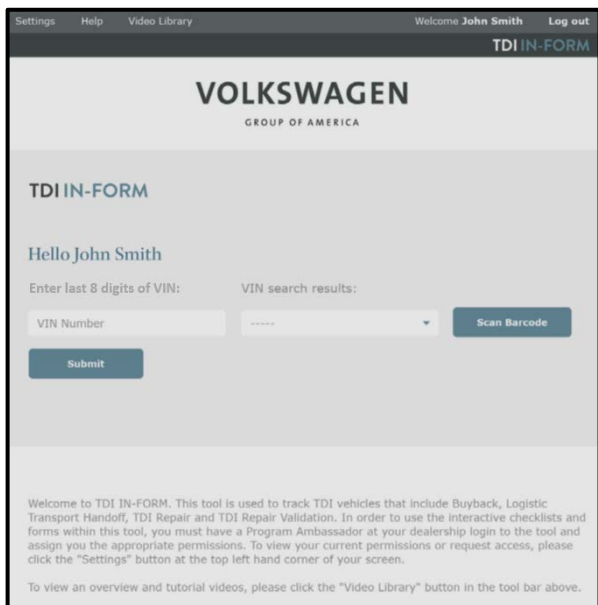 Settings Help Video Library Welcome John Smith Log out
TDI IN-FORM
VOLKSWAGEN
GROUP OF AMERICA
TDI IN-FORM
Hello John Smith
Enter last 8 digits of VIN: VIN search results:
VIN Number ----- Scan Barcode
Submit
Welcome to TDI IN-FORM. This tool is used to track TDI vehicles that include Buyback, Logistic
Transport Handoff, TDI Repair and TDI Repair Validation. In order to use the interactive checklists and
forms within this tool, you must have a Program Ambassador at your dealership login to the tool and
assign you the appropriate permissions. To view your current permissions or request access, please
click the "Settings" button at the top left hand corner of your screen.
To view an overview and tutorial videos, please click the "Video Library" button in the tool bar above.